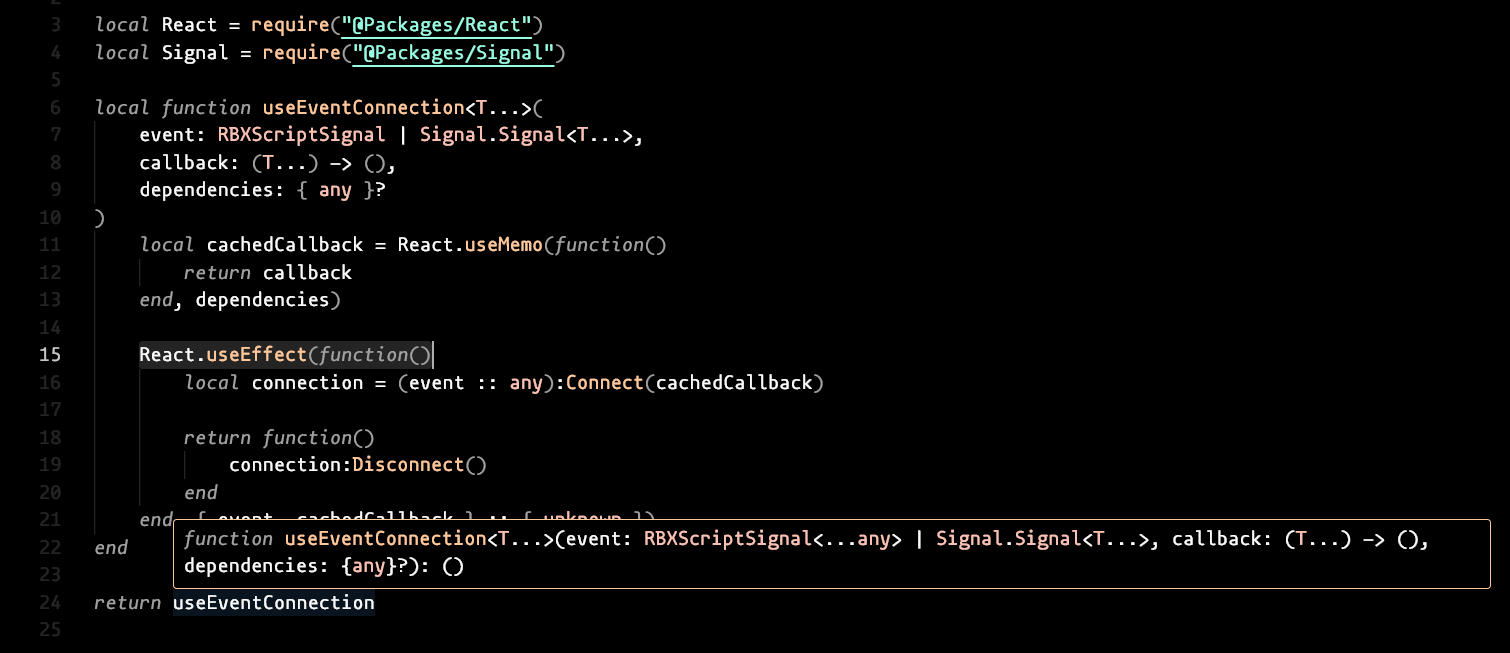 3 local React = require("@Packages/React")
4 local Signal = require("@Packages/Signal")
5
6 local function useEventConnection<T...>(
7 event: RBXScriptSignal | Signal.Signal<T...>,
8 callback: (T...) -> (),
9 dependencies: { any }?
10 )
11 local cachedCallback = React.useMemo(function()
12 return callback
13 end, dependencies)
14
15 React.useEffect(function()
16 local connection = (event :: any):Connect(cachedCallback)
17
18 return function()
19 connection:Disconnect()
20 end
21 end
function useEventConnection<T...>(event: RBXScriptSignal<...any> | Signal.Signal<T...>, callback: (T...) -> (),
dependencies: {any}?): ()
22 end
23
24 return useEventConnection
25